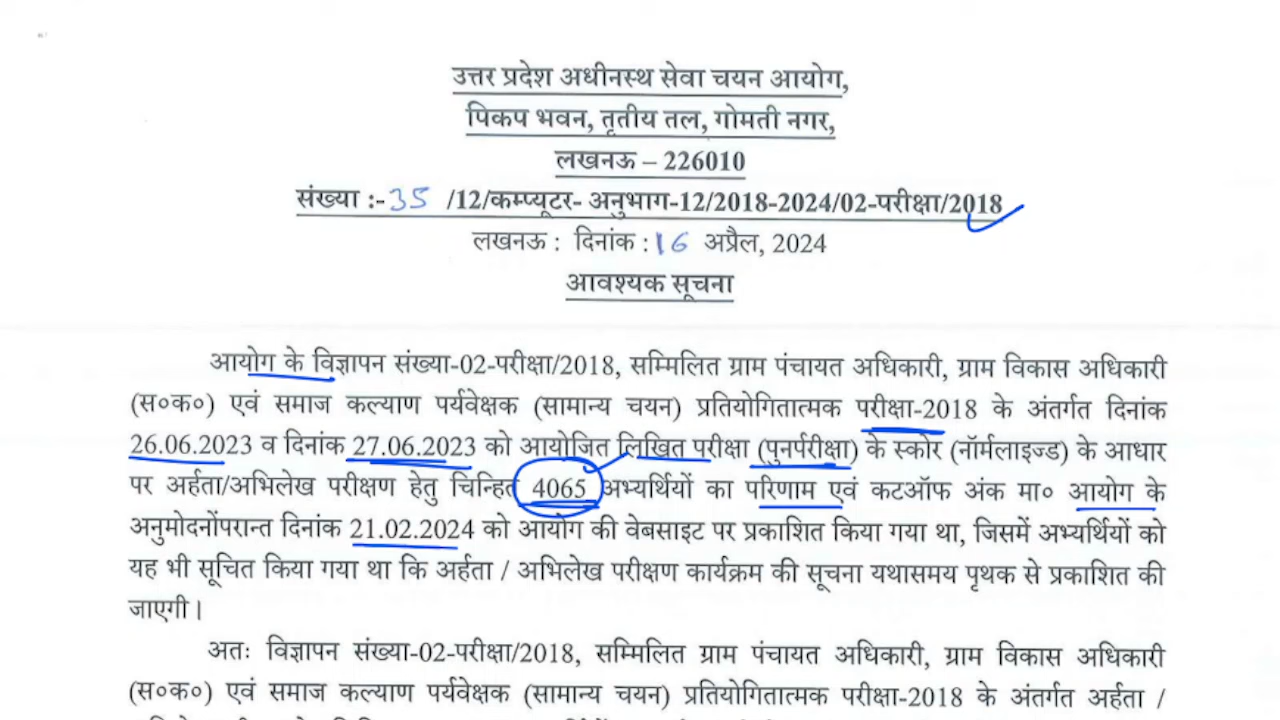 उत्तर प्रदेश अधीनस्थ सेवा चयन आयोग,
पिकप भवन, तृतीय तल, गोमती नगर,
लखनऊ – 226010
संख्या :- 35 /12/कम्प्यूटर- अनुभाग-12/2018-2024/02-परीक्षा/2018
लखनऊ : दिनांक : 16 अप्रैल, 2024
आवश्यक सूचना
आयोग के विज्ञापन संख्या-02-परीक्षा/2018, सम्मिलित ग्राम पंचायत अधिकारी, ग्राम विकास अधिकारी
(स०क०) एवं समाज कल्याण पर्यवेक्षक (सामान्य चयन) प्रतियोगितात्मक परीक्षा-2018 के अंतर्गत दिनांक
26.06.2023 व दिनांक 27.06.2023 को आयोजित लिखित परीक्षा (पुनर्परीक्षा) के स्कोर (नॉर्मलाइज्ड) के आधार
पर अर्हता/अभिलेख परीक्षण हेतु चिन्हित 4065 अभ्यर्थियों का परिणाम एवं कटऑफ अंक मा० आयोग के
अनुमोदनोंपरान्त दिनांक 21.02.2024 को आयोग की वेबसाइट पर प्रकाशित किया गया था, जिसमें अभ्यर्थियों को
यह भी सूचित किया गया था कि अर्हता / अभिलेख परीक्षण कार्यक्रम की सूचना यथासमय पृथक से प्रकाशित की
जाएगी।
अतः विज्ञापन संख्या-02-परीक्षा/2018, सम्मिलित ग्राम पंचायत अधिकारी, ग्राम विकास अधिकारी
(स०क०) एवं समाज कल्याण पर्यवेक्षक (सामान्य चयन) प्रतियोगितात्मक परीक्षा-2018 के अंतर्गत अर्हता /